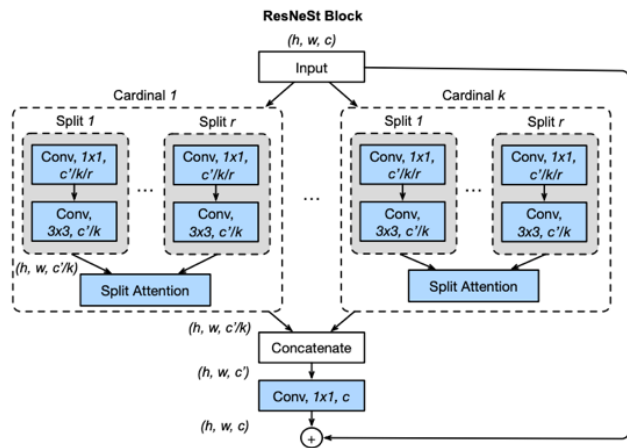 ResNeSt Block
(h, w, c)
Input
Cardinal 1
Cardinal k
Split 1
Split r
Split 1
Split r
Conv, 1x1,
c'/k/r
Conv, 1x1,
c'/k/r
Conv, 1x1,
c'/k/r
Conv, 1x1,
c'/k/r
...
...
...
Conv,
3x3, c'/k
Conv,
3x3, c'/k
Conv,
3x3, c'/k
Conv,
3x3, c'/k
(h, w, c'/k)
Split Attention
Split Attention
(h, w, c'/k)
Concatenate
(h, w, c')
Conv, 1x1, c
(h, w, c)
+